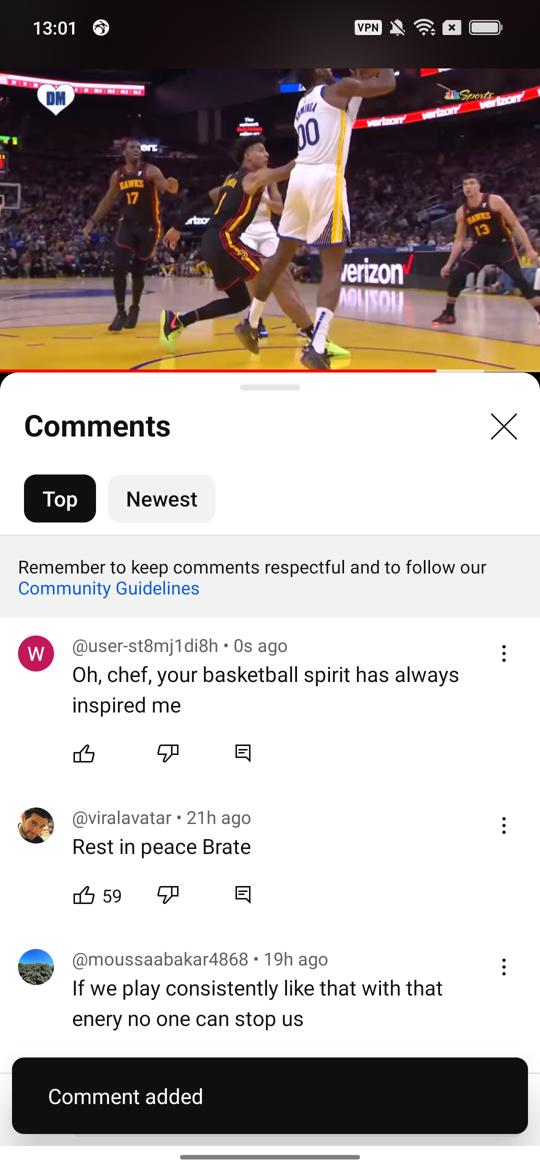 13:01
VPN
DM
Sports
verizon
verizon
00
HAWKS
17
HAWKS
13
verizon
Comments
Top
Newest
Remember to keep comments respectful and to follow our
Community Guidelines
W
@user-st8mj1di8h • 0s ago
Oh, chef, your basketball spirit has always
inspired me
@viralavatar • 21h ago
Rest in peace Brate
59
@moussaabakar4868 • 19h ago
If we play consistently like that with that
enery no one can stop us
Comment added